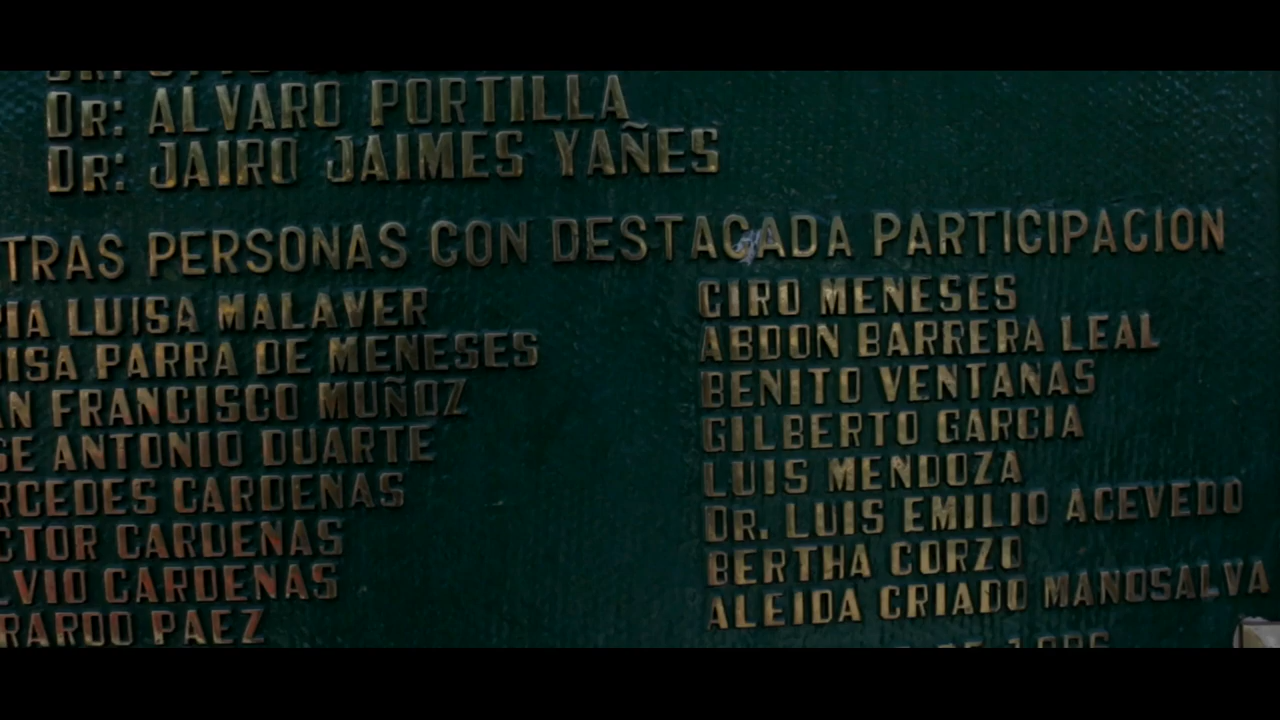 Dr: ALVARO PORTILLA
Dr: JAIRO JAIMES YAÑES
TRAS PERSONAS CON DESTACADA PARTICIPACION
IA LUISA MALAVER
ISA PARRA DE MENESES
AN FRANCISCO MUÑOZ
SE ANTONIO DUARTE
RCEDES CARDENAS
CTOR CARDENAS
LVIO CARDENAS
RARDO PAEZ
CIRO MENESES
ABDON BARRERA LEAL
BENITO VENTANAS
GILBERTO GARCIA
LUIS MENDOZA
DR. LUIS EMILIO ACEVEDO
BERTHA CORZO
ALEIDA CRIADO MANOSALVA